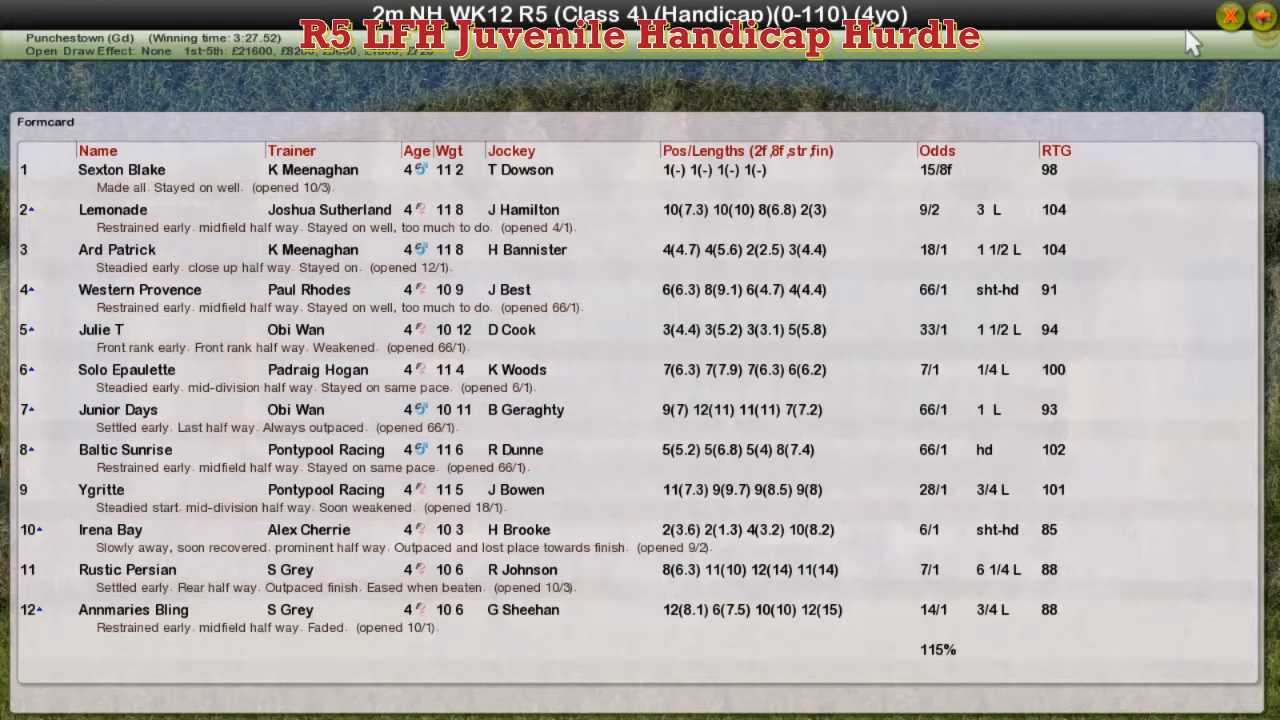 2m NH WK12 R5 (Class 4) (Handicap)(0-110) (4yo)
R5 LFH Juvenile Handicap Hurdle
Punchestown (Gd) (Winning time: 3:27.52)
Open Draw Effect: None 1st-5th: £21600,
Formcard
Name Trainer Age Wgt Jockey Pos/Lengths (2f,8f,str,fin) Odds RTG
1 Sexton Blake K Meenaghan 4 11 2 T Dowson 1(-) 1(-) 1(-) 1(-) 15/8f 98
Made all. Stayed on well. (opened 10/3).
2 Lemonade Joshua Sutherland 4 11 8 J Hamilton 10(7.3) 10(10) 8(6.8) 2(3) 9/2 3 L 104
Restrained early. midfield half way. Stayed on well, too much to do. (opened 4/1).
3 Ard Patrick K Meenaghan 4 11 8 H Bannister 4(4.7) 4(5.6) 2(2.5) 3(4.4) 18/1 1 1/2 L 104
Steadied early. close up half way. Stayed on. (opened 12/1).
4 Western Provence Paul Rhodes 4 10 9 J Best 6(6.3) 8(9.1) 6(4.7) 4(4.4) 66/1 sht-hd 91
Restrained early. midfield half way. Stayed on well, too much to do. (opened 66/1).
5 Julie T Obi Wan 4 10 12 D Cook 3(4.4) 3(5.2) 3(3.1) 5(5.8) 33/1 1 1/2 L 94
Front rank early. Front rank half way. Weakened. (opened 66/1).
6 Solo Epaulette Padraig Hogan 4 11 4 K Woods 7(6.3) 7(7.9) 7(6.3) 6(6.2) 7/1 1/4 L 100
Steadied early. mid-division half way. Stayed on same pace. (opened 6/1).
7 Junior Days Obi Wan 4 10 11 B Geraghty 9(7) 12(11) 11(11) 7(7.2) 66/1 1 L 93
Settled early. Last half way. Always outpaced. (opened 66/1).
8 Baltic Sunrise Pontypool Racing 4 11 6 R Dunne 5(5.2) 5(6.8) 5(4) 8(7.4) 66/1 hd 102
Restrained early. midfield half way. Stayed on same pace. (opened 66/1).
9 Ygritte Pontypool Racing 4 11 5 J Bowen 11(7.3) 9(9.7) 9(8.5) 9(8) 28/1 3/4 L 101
Steadied start. mid-division half way. Soon weakened. (opened 18/1).
10 Irena Bay Alex Cherrie 4 10 3 H Brooke 2(3.6) 2(1.3) 4(3.2) 10(8.2) 6/1 sht-hd 85
Slowly away, soon recovered. prominent half way. Outpaced and lost place towards finish. (opened 9/2).
11 Rustic Persian S Grey 4 10 6 R Johnson 8(6.3) 11(10) 12(14) 11(14) 7/1 6 1/4 L 88
Settled early. Rear half way. Outpaced finish. Eased when beaten. (opened 10/3).
12 Annmaries Bling S Grey 4 10 6 G Sheehan 12(8.1) 6(7.5) 10(10) 12(15) 14/1 3/4 L 88
Restrained early. midfield half way. Faded. (opened 10/1).
115%